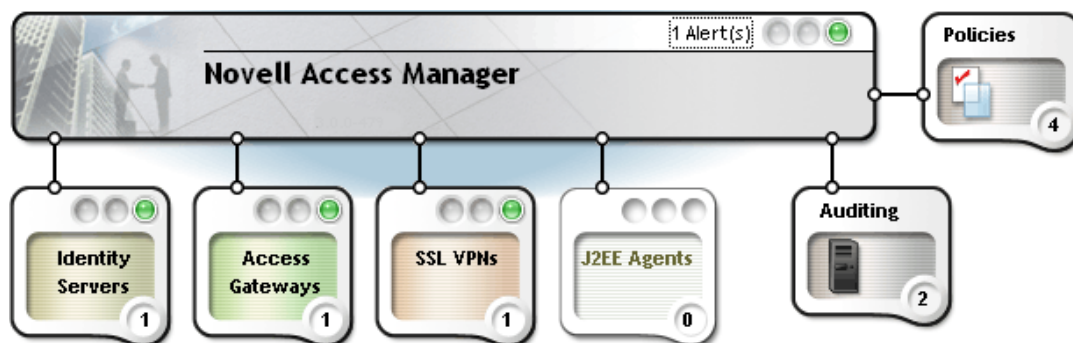 1 Alert(s)
Novell Access Manager
Policies
4
Identity
Servers
1
Access
Gateways
1
SSL VPNs
1
J2EE Agents
0
Auditing
2